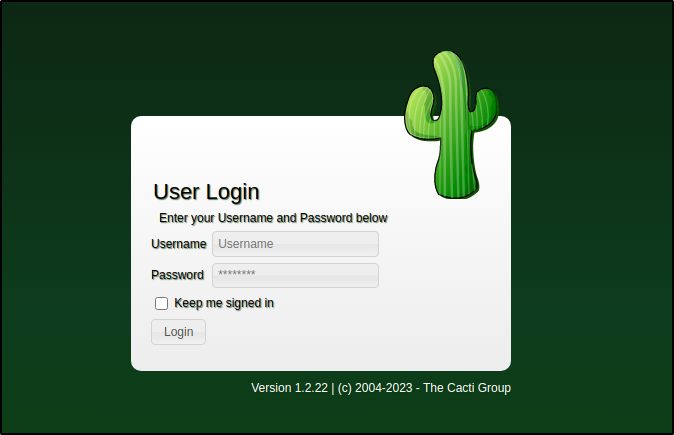 User Login
Enter your Username and Password below
Username Username
Password ********
Keep me signed in
Login
Version 1.2.22 | (c) 2004-2023 - The Cacti Group